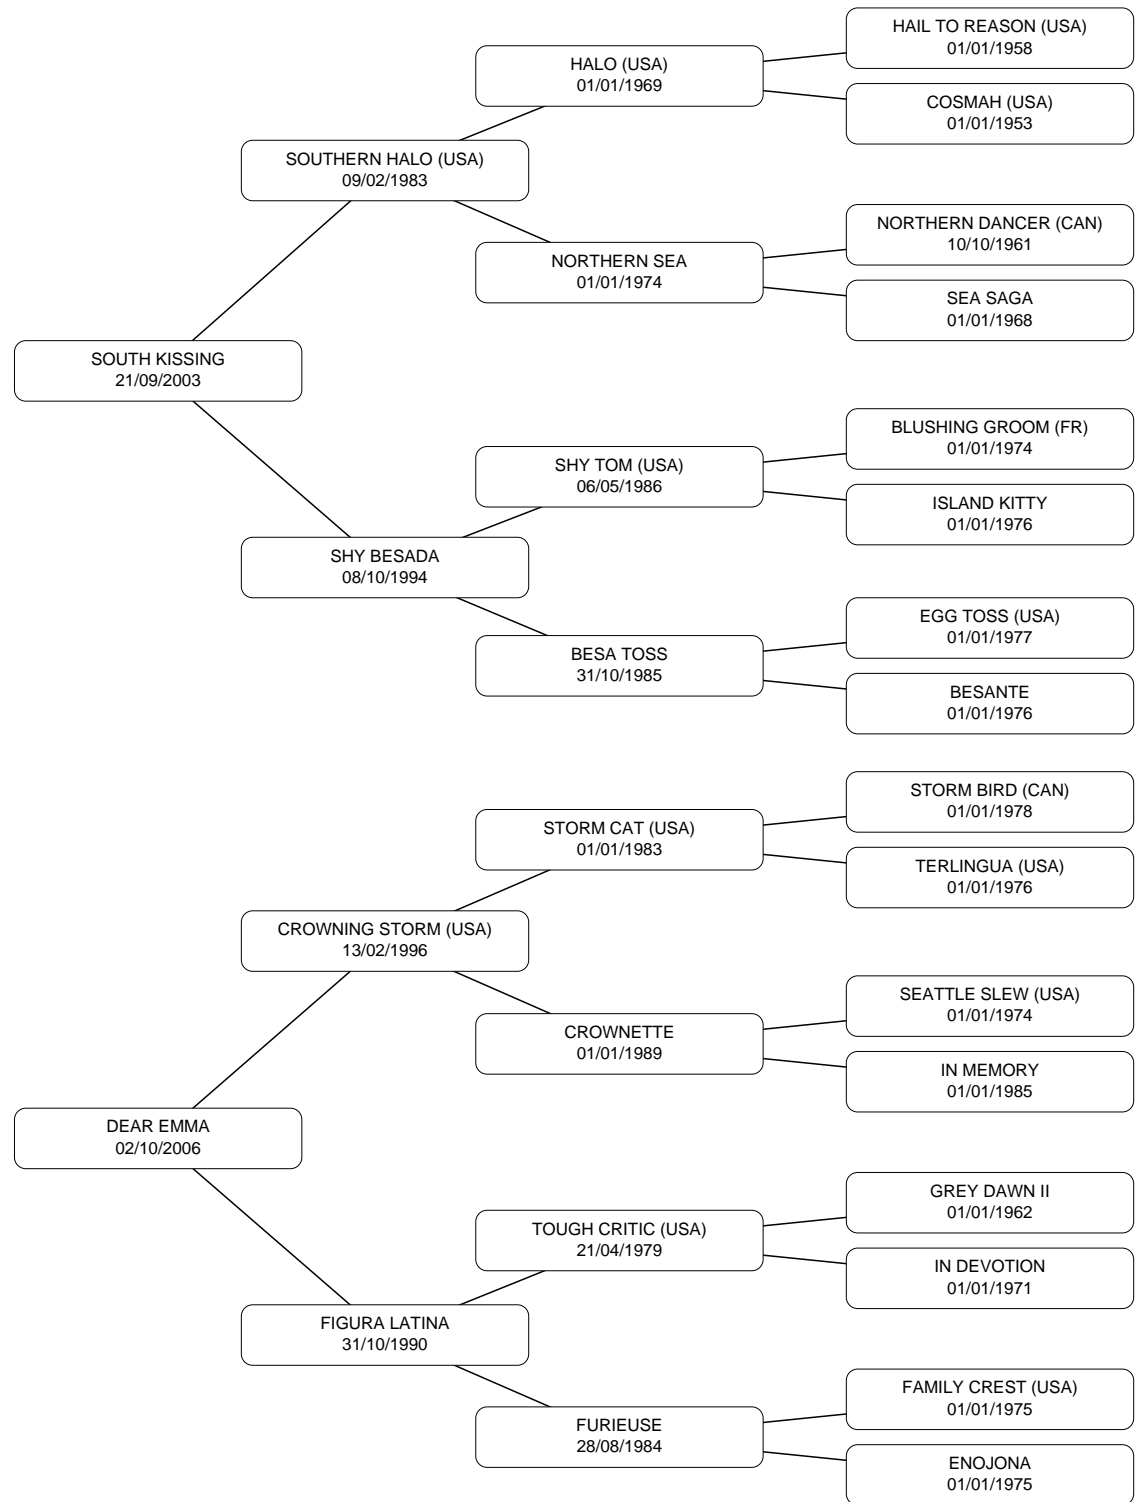 HAIL TO REASON (USA)
01/01/1958
HALO (USA)
01/01/1969
COSMAH (USA)
01/01/1953
SOUTHERN HALO (USA)
09/02/1983
NORTHERN DANCER (CAN)
10/10/1961
NORTHERN SEA
01/01/1974
SEA SAGA
01/01/1968
SOUTH KISSING
21/09/2003
BLUSHING GROOM (FR)
01/01/1974
SHY TOM (USA)
06/05/1986
ISLAND KITTY
01/01/1976
SHY BESADA
08/10/1994
EGG TOSS (USA)
01/01/1977
BESA TOSS
31/10/1985
BESANTE
01/01/1976
STORM BIRD (CAN)
01/01/1978
STORM CAT (USA)
01/01/1983
TERLINGUA (USA)
01/01/1976
CROWNING STORM (USA)
13/02/1996
SEATTLE SLEW (USA)
01/01/1974
CROWNETTE
01/01/1989
IN MEMORY
01/01/1985
DEAR EMMA
02/10/2006
GREY DAWN II
01/01/1962
TOUGH CRITIC (USA)
21/04/1979
IN DEVOTION
01/01/1971
FIGURA LATINA
31/10/1990
FAMILY CREST (USA)
01/01/1975
FURIEUSE
28/08/1984
ENOJONA
01/01/1975